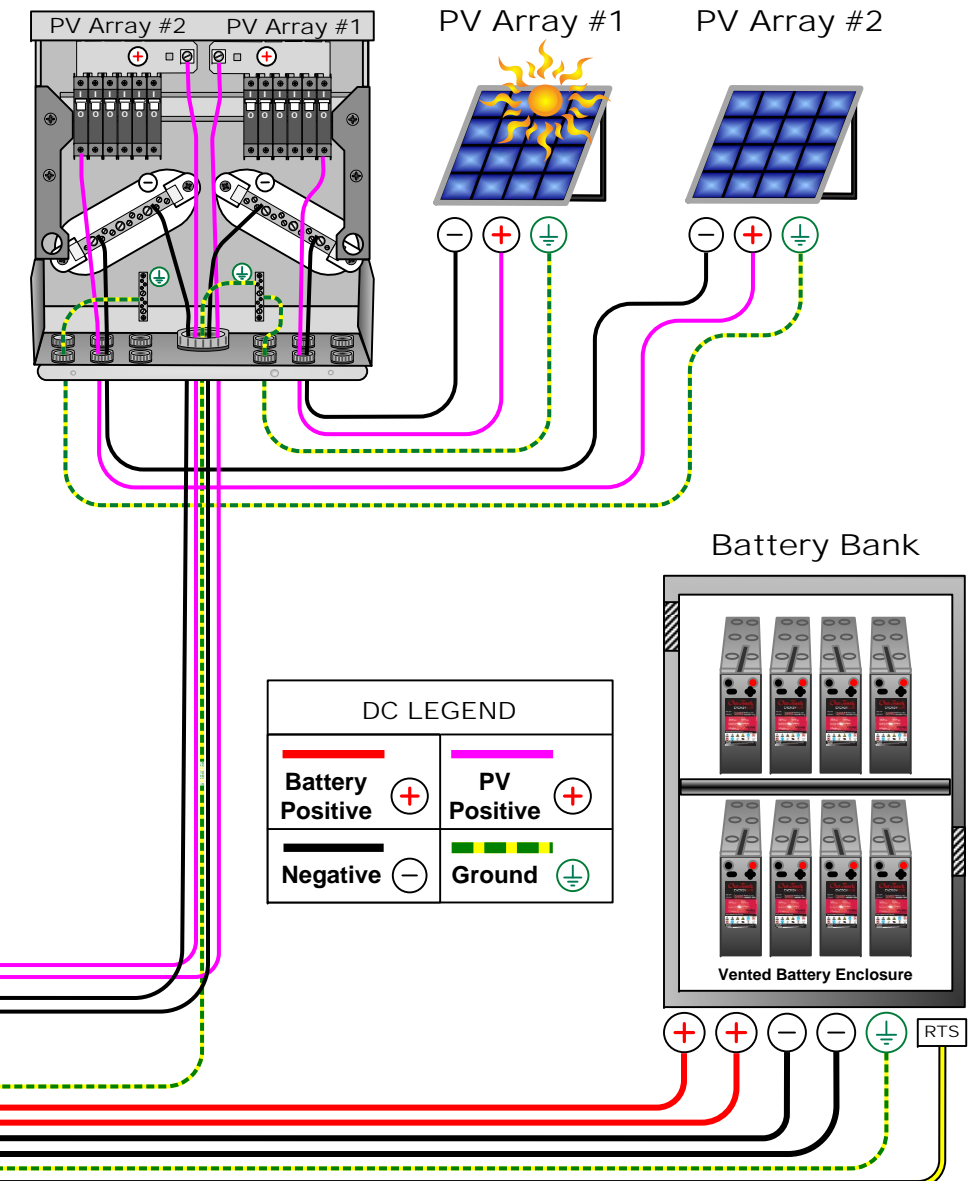 PV Array #2 PV Array #1
PV Array #1 PV Array #2
Battery Bank
DC LEGEND
Battery
Positive
PV
Positive
Negative
Ground
Vented Battery Enclosure
RTS